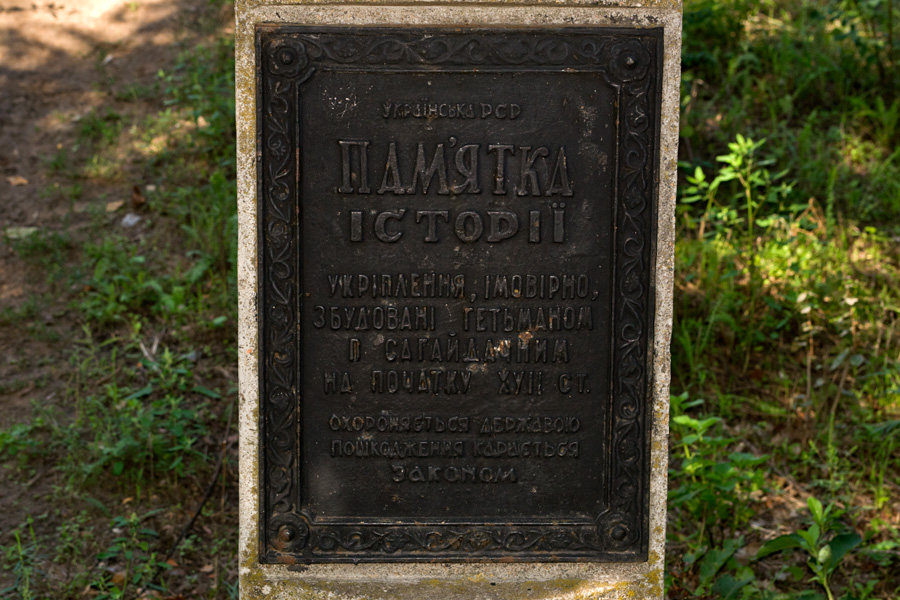 УКРАЇНСЬКА РСР
ПАМ'ЯТКА
ІСТОРІЇ
УКРІПЛЕННЯ, ІМОВІРНО,
ЗБУДОВАНІ ГЕТЬМАНОМ
П САГАЙДАЧНИМ
НА ПОЧАТКУ XVII СТ.
ОХОРОНЯЄТЬСЯ ДЕРЖАВОЮ
ПОШКОДЖЕННЯ КАРАЄТЬСЯ
ЗАКОНОМ